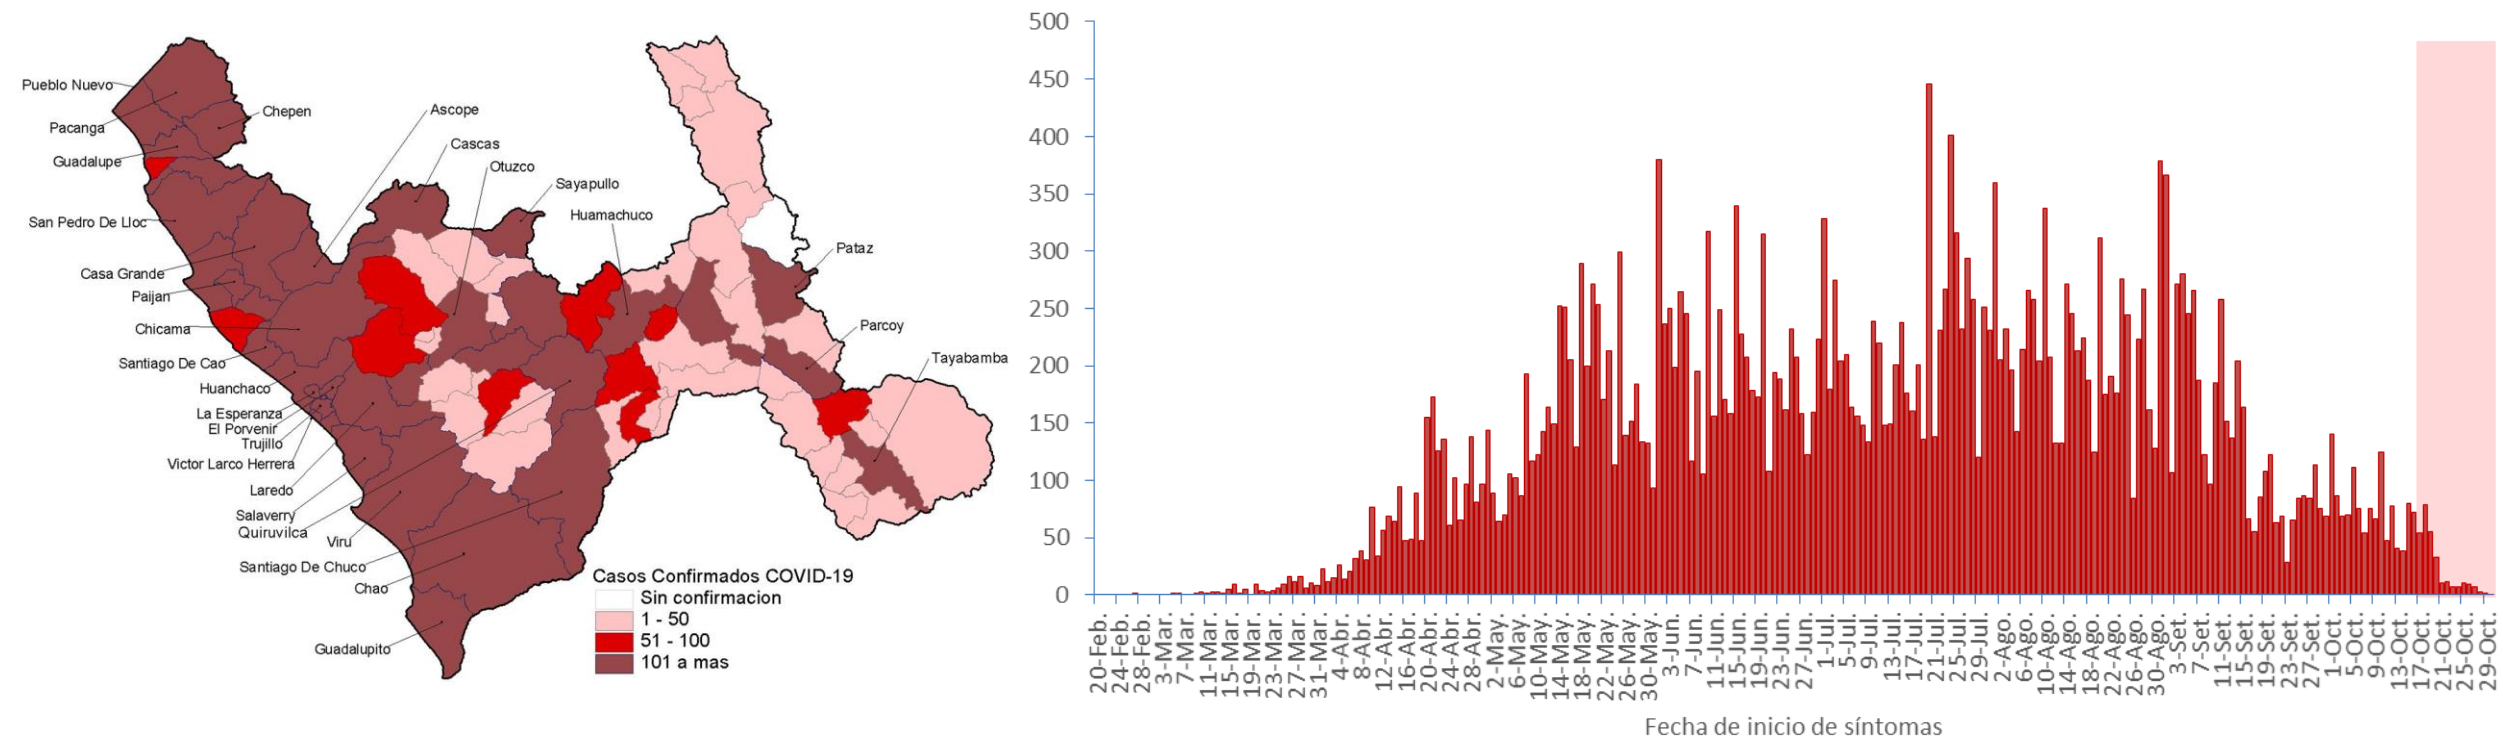 Pueblo Nuevo
Pacanga
Guadalupe
Chepen
San Pedro De Lloc
Casa Grande
Paijan
Chicama
Santiago De Cao
Huanchaco
La Esperanza
El Porvenir
Trujillo
Victor Larco Herrera
Laredo
Salaverry
Quiruvilca
Viru
Santiago De Chuco
Chao
Guadalupito
Ascope
Cascas
Otuzco
Sayapullo
Huamachuco
Pataz
Parcoy
Tayabamba
Casos Confirmados COVID-19
Sin confirmacion
1 - 50
51 - 100
101 a mas
500
450
400
350
300
250
200
150
100
50
0
20-Feb.
24-Feb.
28-Feb.
3-Mar.
7-Mar.
11-Mar.
15-Mar.
19-Mar.
23-Mar.
27-Mar.
31-Mar.
4-Abr.
8-Abr.
12-Abr.
16-Abr.
20-Abr.
24-Abr.
28-Abr.
2-May.
6-May.
10-May.
14-May.
18-May.
22-May.
26-May.
30-May.
3-Jun.
7-Jun.
11-Jun.
15-Jun.
19-Jun.
23-Jun.
27-Jun.
1-Jul.
5-Jul.
9-Jul.
13-Jul.
17-Jul.
21-Jul.
25-Jul.
29-Jul.
2-Ago.
6-Ago.
10-Ago.
14-Ago.
18-Ago.
22-Ago.
26-Ago.
30-Ago.
3-Set.
7-Set.
11-Set.
15-Set.
19-Set.
23-Set.
27-Set.
1-Oct.
5-Oct.
9-Oct.
13-Oct.
17-Oct.
21-Oct.
25-Oct.
29-Oct.
Fecha de inicio de síntomas